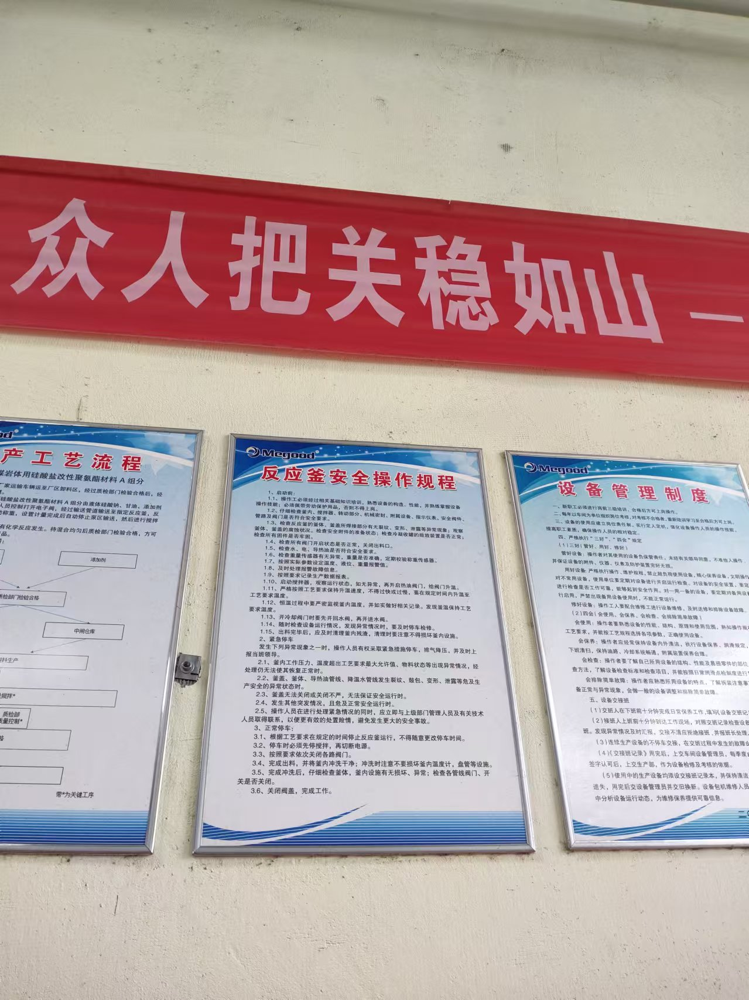 众人把关稳如山 一
产工艺流程
煤岩体用硅酸盐改性聚氨酯材料 A 组分
厂家运输车辆运至厂区卸料区，经过质检部门检验合格后，经
硅酸盐改性聚氨酯材料 A 组分由液体硅酸钠、甘油、添加剂
人员控制打开电子阀，经过输送管道输送至指定反应釜，反
动称重，设置计量完成后自动停止泵区输送，然后进行搅拌
有化学反应发生。待混合均匀后质检部门检验合格，方可
添加剂
质检部门检验合格
中间仓库
料生产
搅拌*
质检部
质量控制*
格
带*为关键工序
Megood
反应釜安全操作规程
1、启动前：
1.1、操作工必须经过相关基础知识培训，熟悉设备的构造、性能，并熟练掌握设备
操作技能；必须佩带劳动保护用品，否则不得上岗。
1.2、仔细检查釜内、搅拌器、转动部分、机械密封、附属设备、指示仪表、安全阀件、
管路及阀门是否符合安全要求。
1.3、检查反应釜的釜体、釜盖所焊接部分有无裂纹、变形、泄露等异常现象；观察
釜体、釜盖的腐蚀状况。检查安全附件的准备状态；检查冷凝收罐的排放装置是否正常；
检查所有固件是否牢固。
1.4、检查所有阀门开启状态是否正常，关闭出料口。
1.5、检查水、电、导热油是否符合安全要求。
1.6、检查重量传感器有无异常，重量是否准确，定期校验称重传感器。
1.7、按照实际参数设定温度、液位、重量报警值。
1.8、及时处理报警故障信息。
1.9、按照要求记录生产数据报表。
1.10、启动搅拌器，观察运行状态，如无异常，再开启热油阀门，给阀门升温。
1.11、严格按照工艺要求保持升温速度，不得过快或过慢，要在规定时间内升温至
工艺要求温度。
1.12、恒温过程中要严密监视釜内温度，并如实做好相关记录。发现釜温保持工艺
要求温度。
1.13、开冷却阀门时要先开回水阀，再开进水阀。
1.14、随时检查设备运行情况，发现异常情况时，要及时停车检修。
1.15、出料完毕后，应及时清理釜内残渣，清理时要注意不得损坏釜内设施。
2、紧急停车
发生下列异常现象之一时，操作人员有权采取紧急措施停车，排气降压，并及时上
报当班领导。
2.1、釜内工作压力、温度超出工艺要求最大允许值、物料状态等出现异常情况，经
处理仍无法使其恢复正常时。
2.2、釜盖、釜体、导热油管线、降温水管线发生裂纹、鼓包、变形、泄露等危及生
产安全的异常状态时。
2.3、釜盖无法关闭或关闭不严，无法保证安全运行时。
2.4、发生其他突发情况，且危及正常安全运行时。
2.5、操作人员在进行处理紧急情况的同时，应立即与上级部门管理人员及有关技术
人员取得联系，以便更有效的处置险情，避免发生更大的安全事故。
3、正常停车：
3.1、根据工艺要求在规定的时间停止反应釜运行，不得随意更改停车时间。
3.2、停车时必须先停搅拌，再切断电源。
3.3、按照要求依次关闭各路阀门。
3.4、完成出料，并将釜内冲洗干净；冲洗时注意不要损坏釜内温度计，盘管等设施。
3.5、完成冲洗后，仔细检查釜体，釜内设施有无损坏、异常；检查各管线阀门、开
关是否关闭。
3.6、关闭阀盖，完成工作。
Megood
设备管理制度
一、新职工必须进行岗前三级培训，合格后方可上岗操作。
二、每年以车间为单位组织岗位考核，对考核不合格者，重新培训学习至合格后方可上岗。
三、设备的使用应建立岗位责任制，实行定人定机，强化设备操作人员的操作技能，
提高职工素质，确保操作人员的相对稳定。
四、严格执行“三好”、“四会”规定
（1）三好（管好、用好、修好）
管好设备：操作者对其使用的设备负保管责任，未经有关领导同意，不准他人操作，
并保证设备的附件、仪器、仪表及防护装置完好无损。
用好设备：严格执行操作、维护规程，禁止超负荷使用设备，精心保养设备，文明操作
对不常用设备，使用单位要定期对设备进行开启运行检查。对设备的安全装置，要定
进行检查是否工作可靠，能够起到安全作用。对一用一备的设备，要定期对备用设备
行启用，严禁出现备用设备使用时，不能正常运行。
修好设备：操作工人要配合维修工进行设备维修，及时送修和排除设备故障。
（2）四会（会使用、会保养、会检查、会排除简单故障）
会使用：操作者要熟悉设备的性能、结构、原理和使用范围，熟知操作规程
工艺要求，并能按工艺规程选择各项参数，正确使用设备。
会保养：操作者应经常保持设备内外清洁，执行设备保养、润滑规定，
下班清扫，保持油路、冷却系统畅通，附属装置保养合理。
会检查：操作者要了解自己所用设备的结构、性能及易损零件的部位，
查方法，了解设备检查标准和检查项目，并能按照日常润滑点检制度进行
会排除简单故障：操作者应熟悉所用设备的特点，了解拆装注意事
备正常与异常现象，会做一般的设备调整和排除简单故障。
五、设备交接班
（1）交班人在下班前十分钟完成日常保养工作，填写《设备交班记
（2）接班人上班前十分钟到达工作现场，对照交班记录检查设备
班。发现异常情况及时汇报，交接不清应拒绝接班，并报班长处理。
（3）连续生产设备的不停车交接，在交班过程中发生的故障由
（4）《交接班记录》用完后，上交车间设备管理员，每季度
签字认可后，上交生产部，作为设备检修及考核的依据。
（5）使用中的生产设备均须设交接班记录本，并保持清洁
遗失，用完后交设备管理员并交旧换新。设备包机维修人员
中分析设备运行动态，为维修保养提供可靠信息。